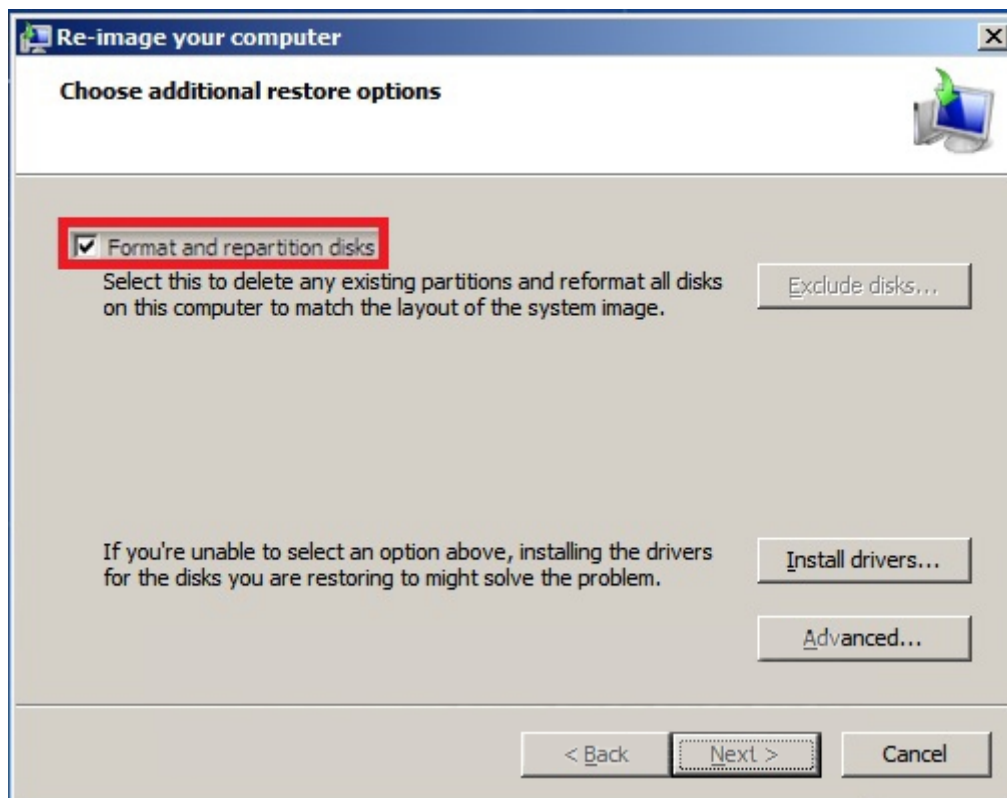 Re-image your computer
Choose additional restore options
Format and repartition disks
Select this to delete any existing partitions and reformat all disks
on this computer to match the layout of the system image.
Exclude disks...
If you're unable to select an option above, installing the drivers
for the disks you are restoring to might solve the problem.
Install drivers...
Advanced...
< Back
Next >
Cancel